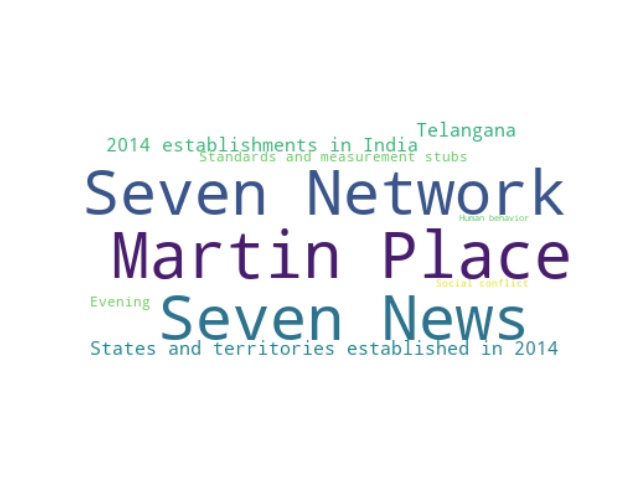 Telangana
2014 establishments in India
Standards and measurement stubs
Seven Network
Human behavior
Martin Place
Social conflict
Evening
Seven News
States and territories established in 2014